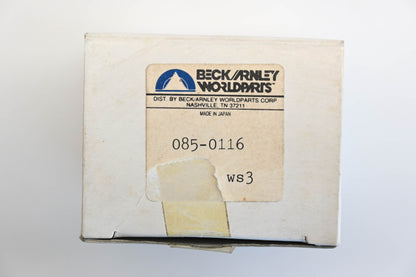 BECK/ARNLEY
WORLDPARTS
DIST. BY BECK/ARNLEY WORLDPARTS CORP
NASHVILLE, TN 37211
MADE IN JAPAN
085-0116
ws3